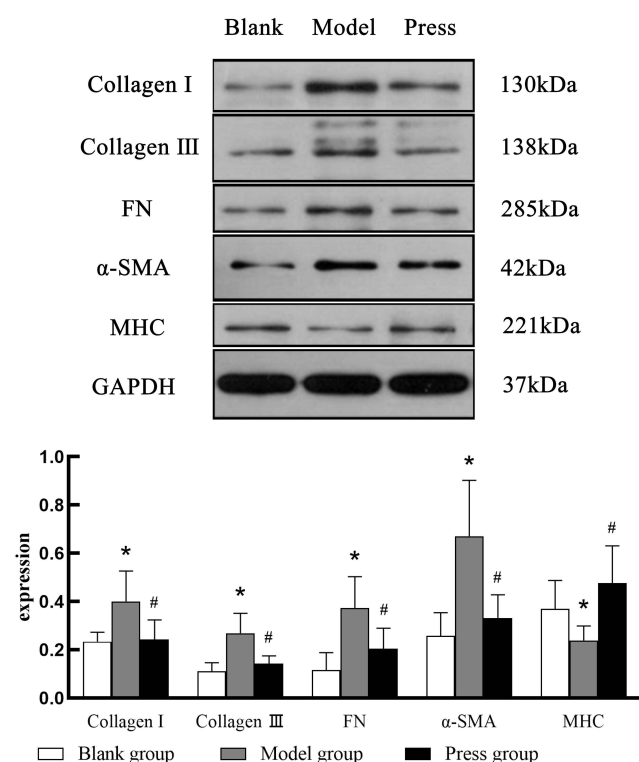 Blank Model Press
Collagen I 130kDa
Collagen III 138kDa
FN 285kDa
α-SMA 42kDa
MHC 221kDa
GAPDH 37kDa
1.0
0.8
0.6
0.4
0.2
0.0
expression
* # * # * # * # * #
Collagen I Collagen III FN α-SMA MHC
Blank group Model group Press group